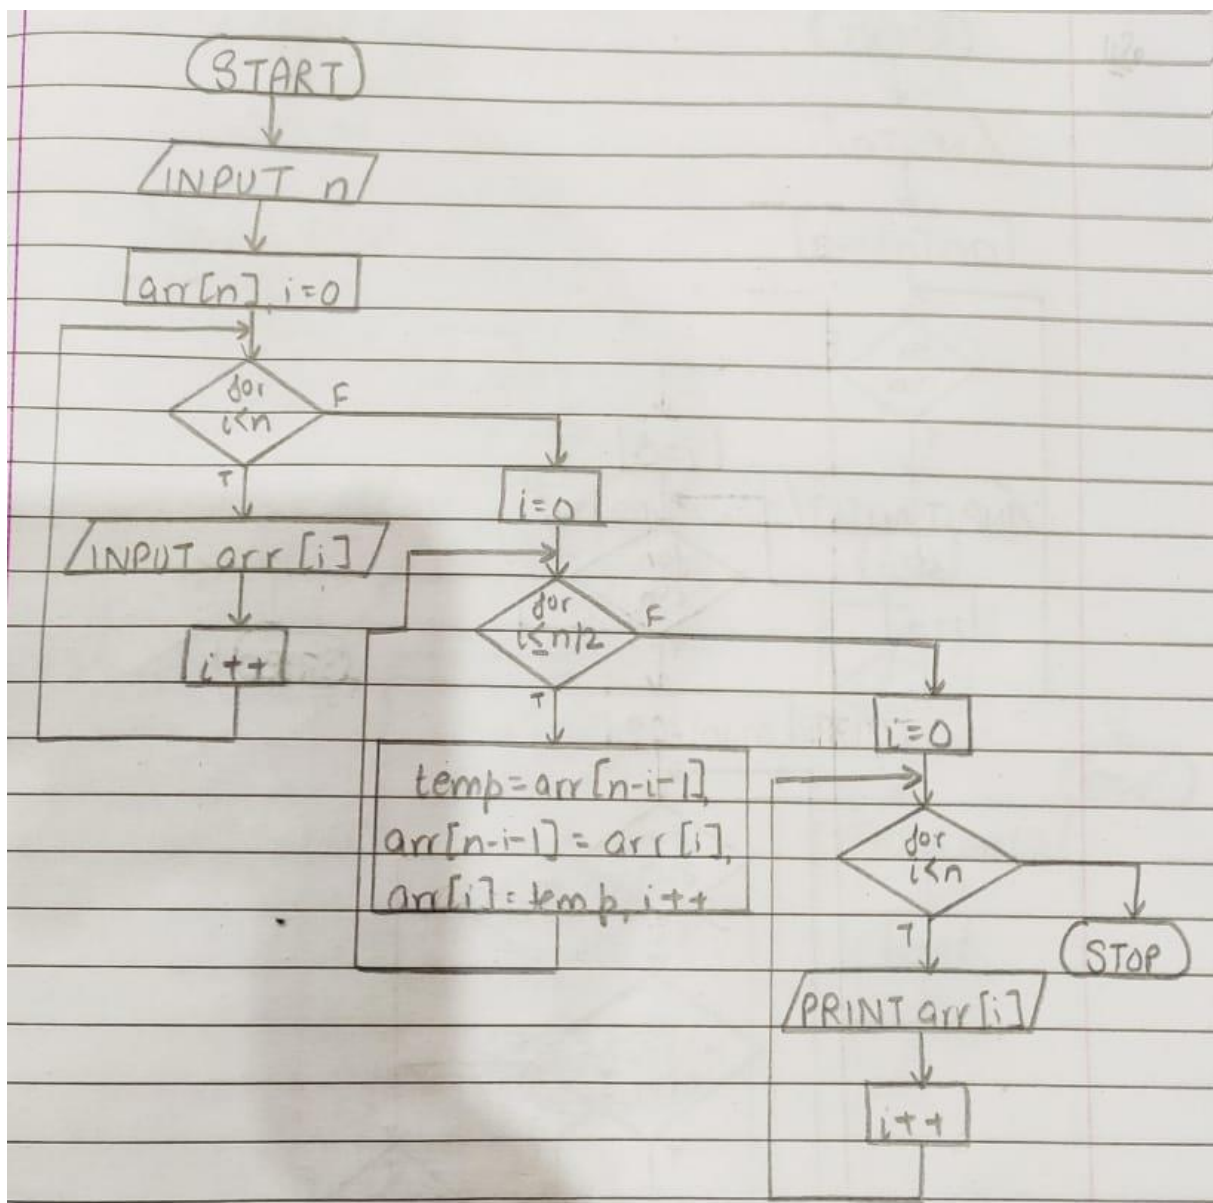 START
INPUT n
arr[n], i=0
for
i<n
F
T
INPUT arr[i]
i++
i=0
for
i≤n/2
F
T
temp=arr[n-i-1],
arr[n-i-1]=arr[i],
arr[i]=temp, i++
i=0
for
i<n
T
STOP
PRINT arr[i]
i++